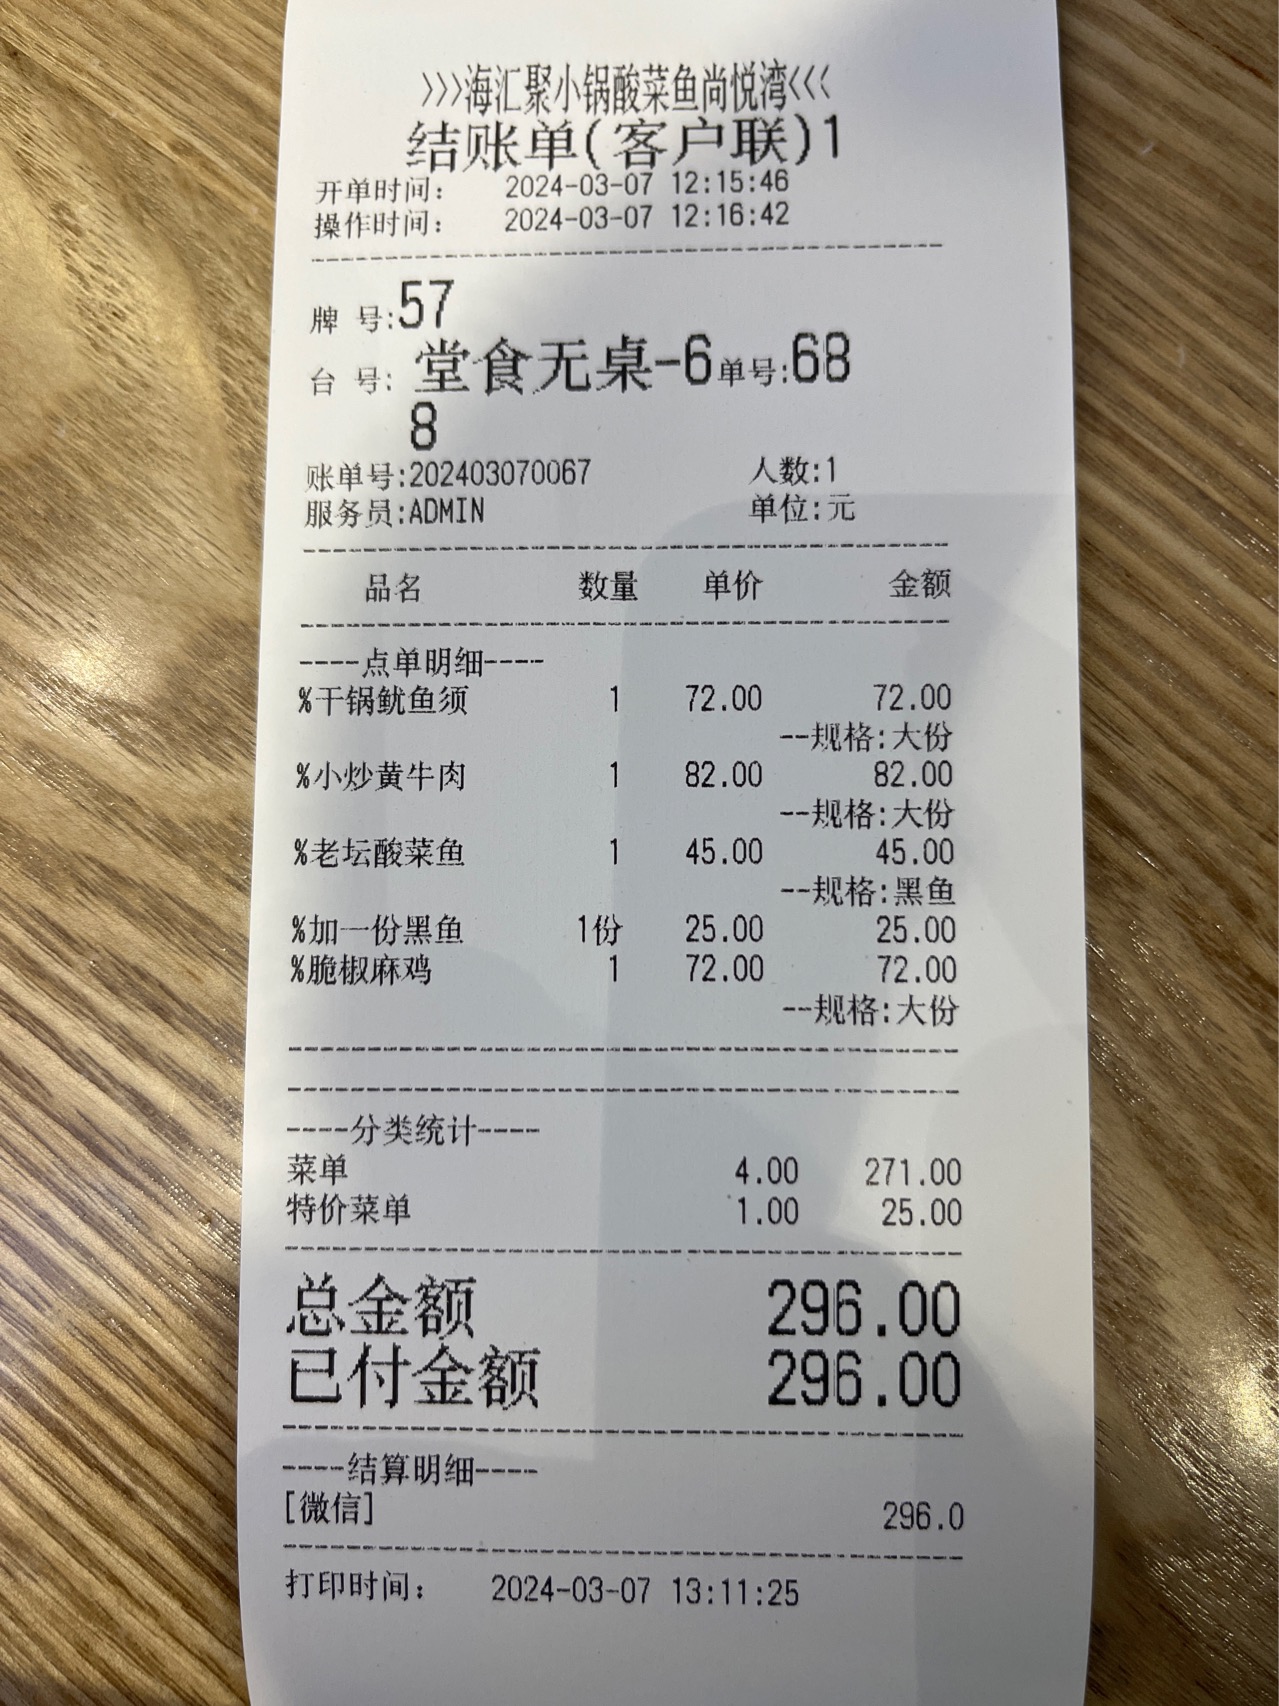 >>>海汇聚小锅酸菜鱼尚悦湾<<<
结账单(客户联)1
开单时间: 2024-03-07 12:15:46
操作时间: 2024-03-07 12:16:42
牌 号:57
台 号: 堂食无桌-6 单号:68
8
账单号:202403070067 人数:1
服务员:ADMIN 单位:元
品名 数量 单价 金额
----点单明细----
%干锅鱿鱼须 1 72.00 72.00
--规格:大份
%小炒黄牛肉 1 82.00 82.00
--规格:大份
%老坛酸菜鱼 1 45.00 45.00
--规格:黑鱼
%加一份黑鱼 1份 25.00 25.00
%脆椒麻鸡 1 72.00 72.00
--规格:大份
----分类统计----
菜单 4.00 271.00
特价菜单 1.00 25.00
总金额 296.00
已付金额 296.00
----结算明细----
[微信] 296.0
打印时间: 2024-03-07 13:11:25